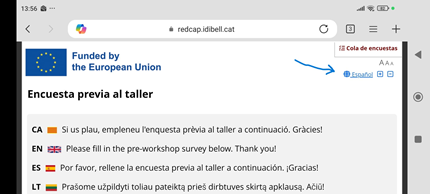 13:56
redcap.idibell.cat
2
Cola de encuestas
Funded by
the European Union
AAA
Español
Encuesta previa al taller
CA Si us plau, empleneu l'enquesta prèvia al taller a continuació. Gràcies!
EN Please fill in the pre-workshop survey below. Thank you!
ES Por favor, rellene la encuesta previa al taller a continuación. ¡Gracias!
LT Prašome užpildyti toliau pateiktą prieš dirbtuves skirtą apklausą. Ačiū!